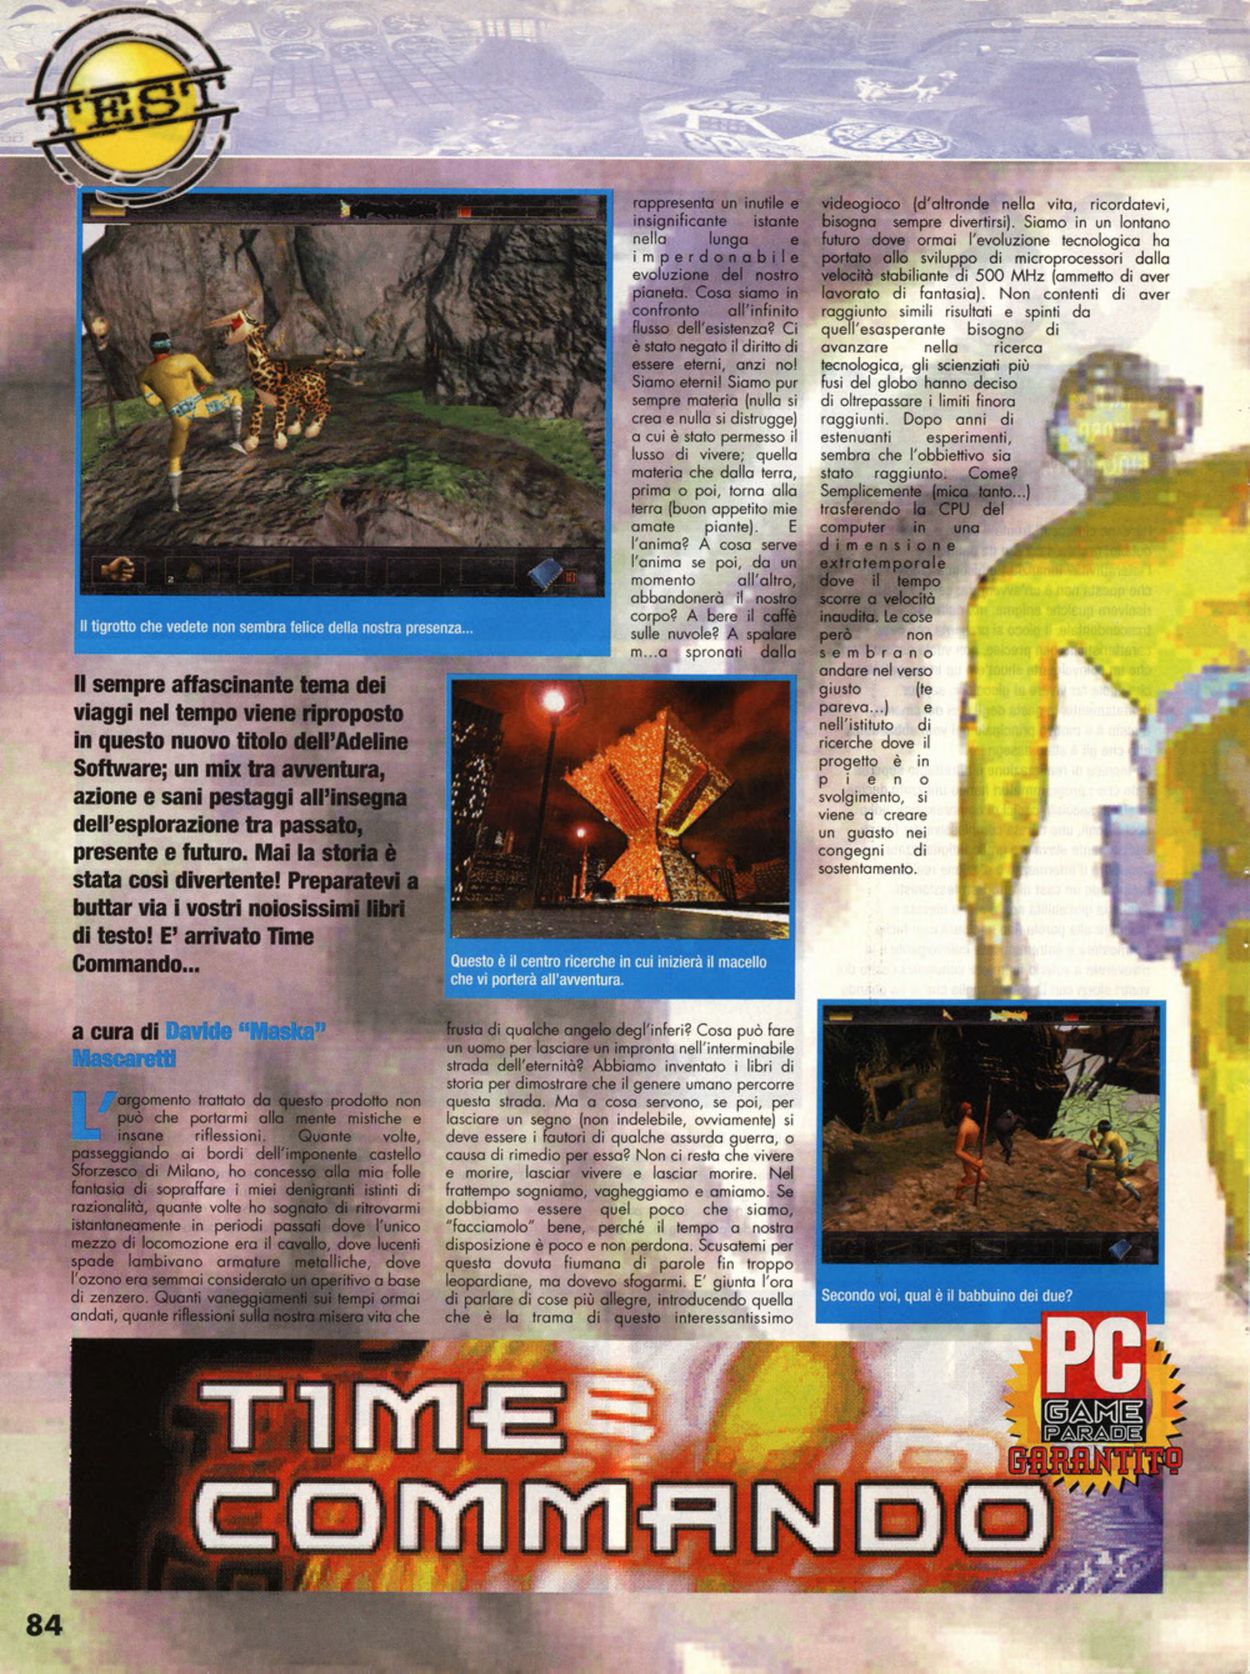 TEST
Il tigrotto che vedete non sembra felice della nostra presenza...
Il sempre affascinante tema dei
viaggi nel tempo viene riproposto
in questo nuovo titolo dell'Adeline
Software; un mix tra avventura,
azione e sani pestaggi all'insegna
dell'esplorazione tra passato,
presente e futuro. Mai la storia è
stata così divertente! Preparatevi a
buttar via i vostri noiosissimi libri
di testo! E' arrivato Time
Commando...
a cura di Davide "Maska"
Mascaretti
L'argomento trattato da questo prodotto non
può che portarmi alla mente mistiche e
insane riflessioni. Quante volte,
passeggiando ai bordi dell'imponente castello
Sforzesco di Milano, ho concesso alla mia folle
fantasia di sopraffare i miei denigranti istinti di
razionalità, quante volte ho sognato di ritrovarmi
istantaneamente in periodi passati dove l'unico
mezzo di locomozione era il cavallo, dove lucenti
spade lambivano armature metalliche, dove
l'ozono era semmai considerato un aperitivo a base
di zenzero. Quanti vaneggiamenti sui tempi ormai
andati, quante riflessioni sulla nostra misera vita che
rappresenta un inutile e
insignificante istante
nella lunga e
imperdonabile
evoluzione del nostro
pianeta. Cosa siamo in
confronto all'infinito
flusso dell'esistenza? Ci
è stato negato il diritto di
essere eterni, anzi no!
Siamo eterni! Siamo pur
sempre materia (nulla si
crea e nulla si distrugge)
a cui è stato permesso il
lusso di vivere; quella
materia che dalla terra,
prima o poi, torna alla
terra (buon appetito mie
amate piante). E
l'anima? A cosa serve
l'anima se poi, da un
momento all'altro,
abbandonerà il nostro
corpo? A bere il caffè
sulle nuvole? A spalare
m...a spronati dalla
Questo è il centro ricerche in cui inizierà il macello
che vi porterà all'avventura.
frusta di qualche angelo degl'inferi? Cosa può fare
un uomo per lasciare un impronta nell'interminabile
strada dell'eternità? Abbiamo inventato i libri di
storia per dimostrare che il genere umano percorre
questa strada. Ma a cosa servono, se poi, per
lasciare un segno (non indelebile, ovviamente) si
deve essere i fautori di qualche assurda guerra, o
causa di rimedio per essa? Non ci resta che vivere
e morire, lasciar vivere e lasciar morire. Nel
frattempo sogniamo, vagheggiamo e amiamo. Se
dobbiamo essere quel poco che siamo,
"facciamolo" bene, perché il tempo a nostra
disposizione è poco e non perdona. Scusatemi per
questa dovuta fiumana di parole fin troppo
leopardiane, ma dovevo sfogarmi. E' giunta l'ora
di parlare di cose più allegre, introducendo quella
che è la trama di questo interessantissimo
videogioco (d'altronde nella vita, ricordatevi,
bisogna sempre divertirsi). Siamo in un lontano
futuro dove ormai l'evoluzione tecnologica ha
portato allo sviluppo di microprocessori dalla
velocità stabiliante di 500 MHz (ammetto di aver
lavorato di fantasia). Non contenti di aver
raggiunto simili risultati e spinti da
quell'esasperante bisogno di
avanzare nella ricerca
tecnologica, gli scienziati più
fusi del globo hanno deciso
di oltrepassare i limiti finora
raggiunti. Dopo anni di
estenuanti esperimenti,
sembra che l'obbiettivo sia
stato raggiunto. Come?
Semplicemente (mica tanto...)
trasferendo la CPU del
computer in una
dimensione
extratemporale
dove il tempo
scorre a velocità
inaudita. Le cose
però non
sembrano
andare nel verso
giusto (te
pareva...) e
nell'istituto di
ricerche dove il
progetto è in
pieno
svolgimento, si
viene a creare
un guasto nei
congegni di
sostentamento.
Secondo voi, qual è il babbuino dei due?
TIME
COMMANDO
PC
GAME
PARADE
GARANTITO
84